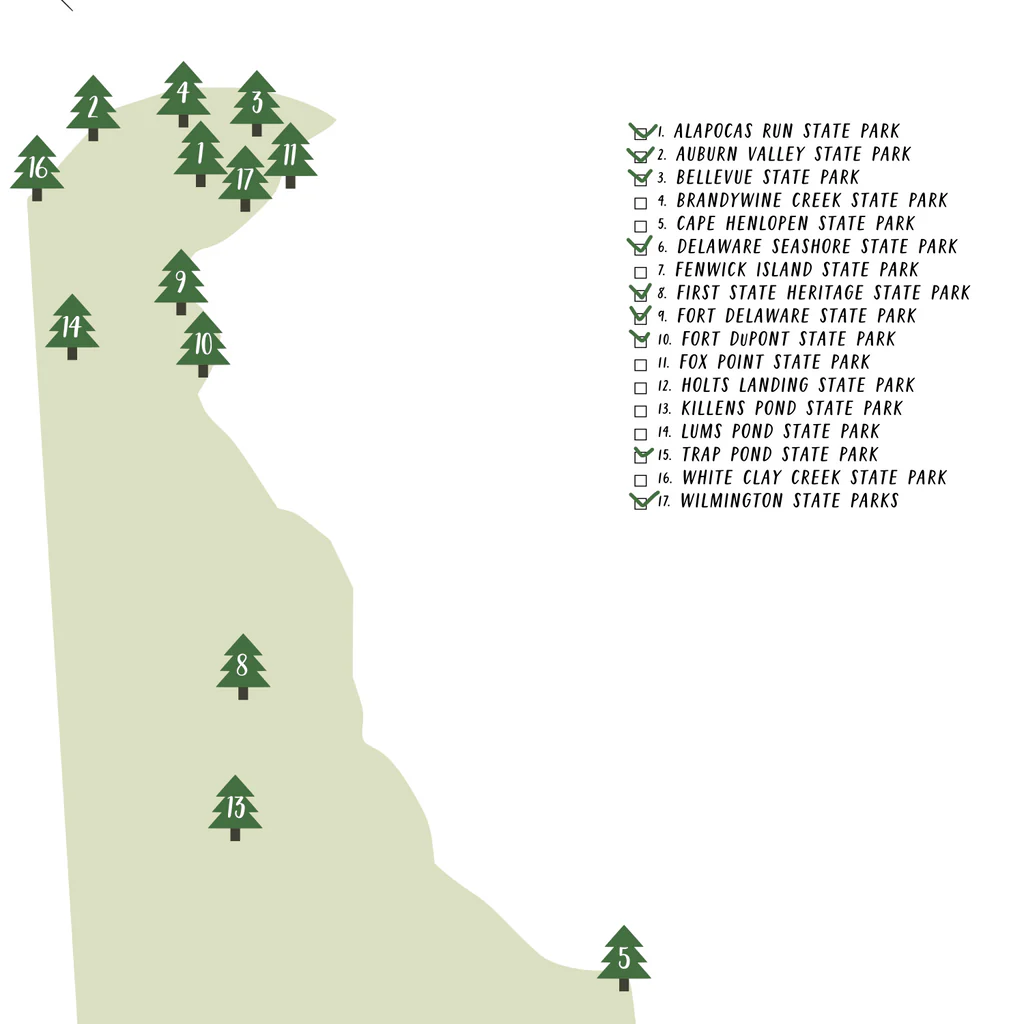 4
3
2
1
11
16
17
9
14
10
8
13
5
1. ALAPOCAS RUN STATE PARK
2. AUBURN VALLEY STATE PARK
3. BELLEVUE STATE PARK
4. BRANDYWINE CREEK STATE PARK
5. CAPE HENLOPEN STATE PARK
6. DELAWARE SEASHORE STATE PARK
7. FENWICK ISLAND STATE PARK
8. FIRST STATE HERITAGE STATE PARK
9. FORT DELAWARE STATE PARK
10. FORT DuPONT STATE PARK
11. FOX POINT STATE PARK
12. HOLTS LANDING STATE PARK
13. KILLENS POND STATE PARK
14. LUMS POND STATE PARK
15. TRAP POND STATE PARK
16. WHITE CLAY CREEK STATE PARK
17. WILMINGTON STATE PARKS